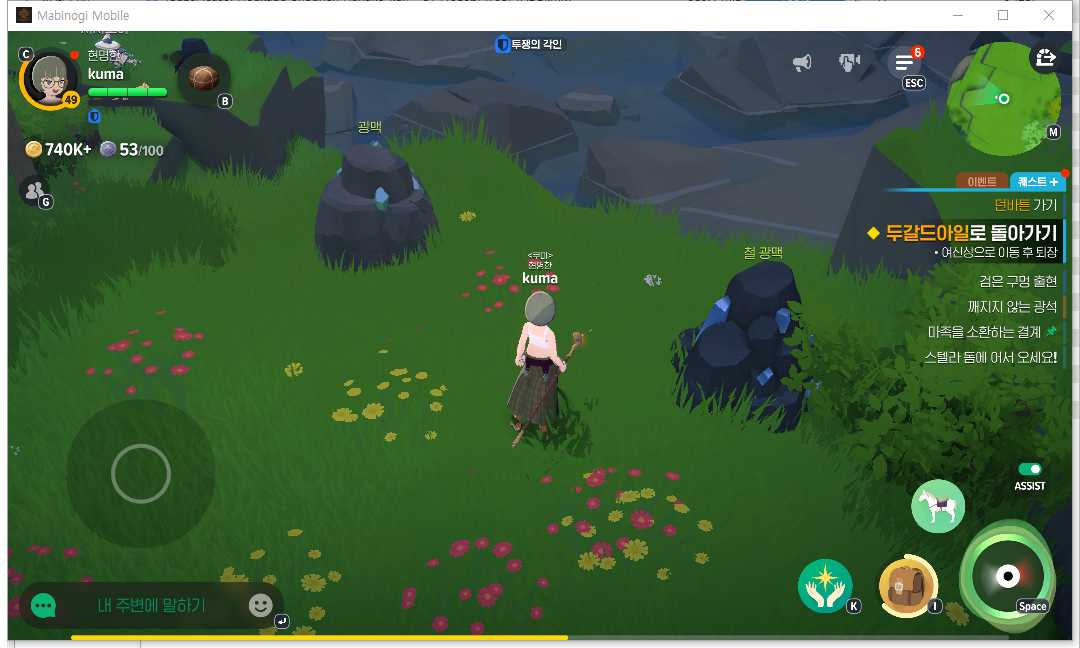 Mabinogi Mobile
투쟁의 각인
C
현명한
kuma
49
B
740K+
53/100
G
6
ESC
M
광맥
이벤트
퀘스트 +
던바튼 가기
두갈드아일로 돌아가기
• 여신상으로 이동 후 퇴장
검은 구멍 출현
깨지지 않는 광석
마족을 소환하는 결계
스텔라 돔에 어서 오세요!
철 광맥
현명한
kuma
ASSIST
내 주변에 말하기
K
I
Space